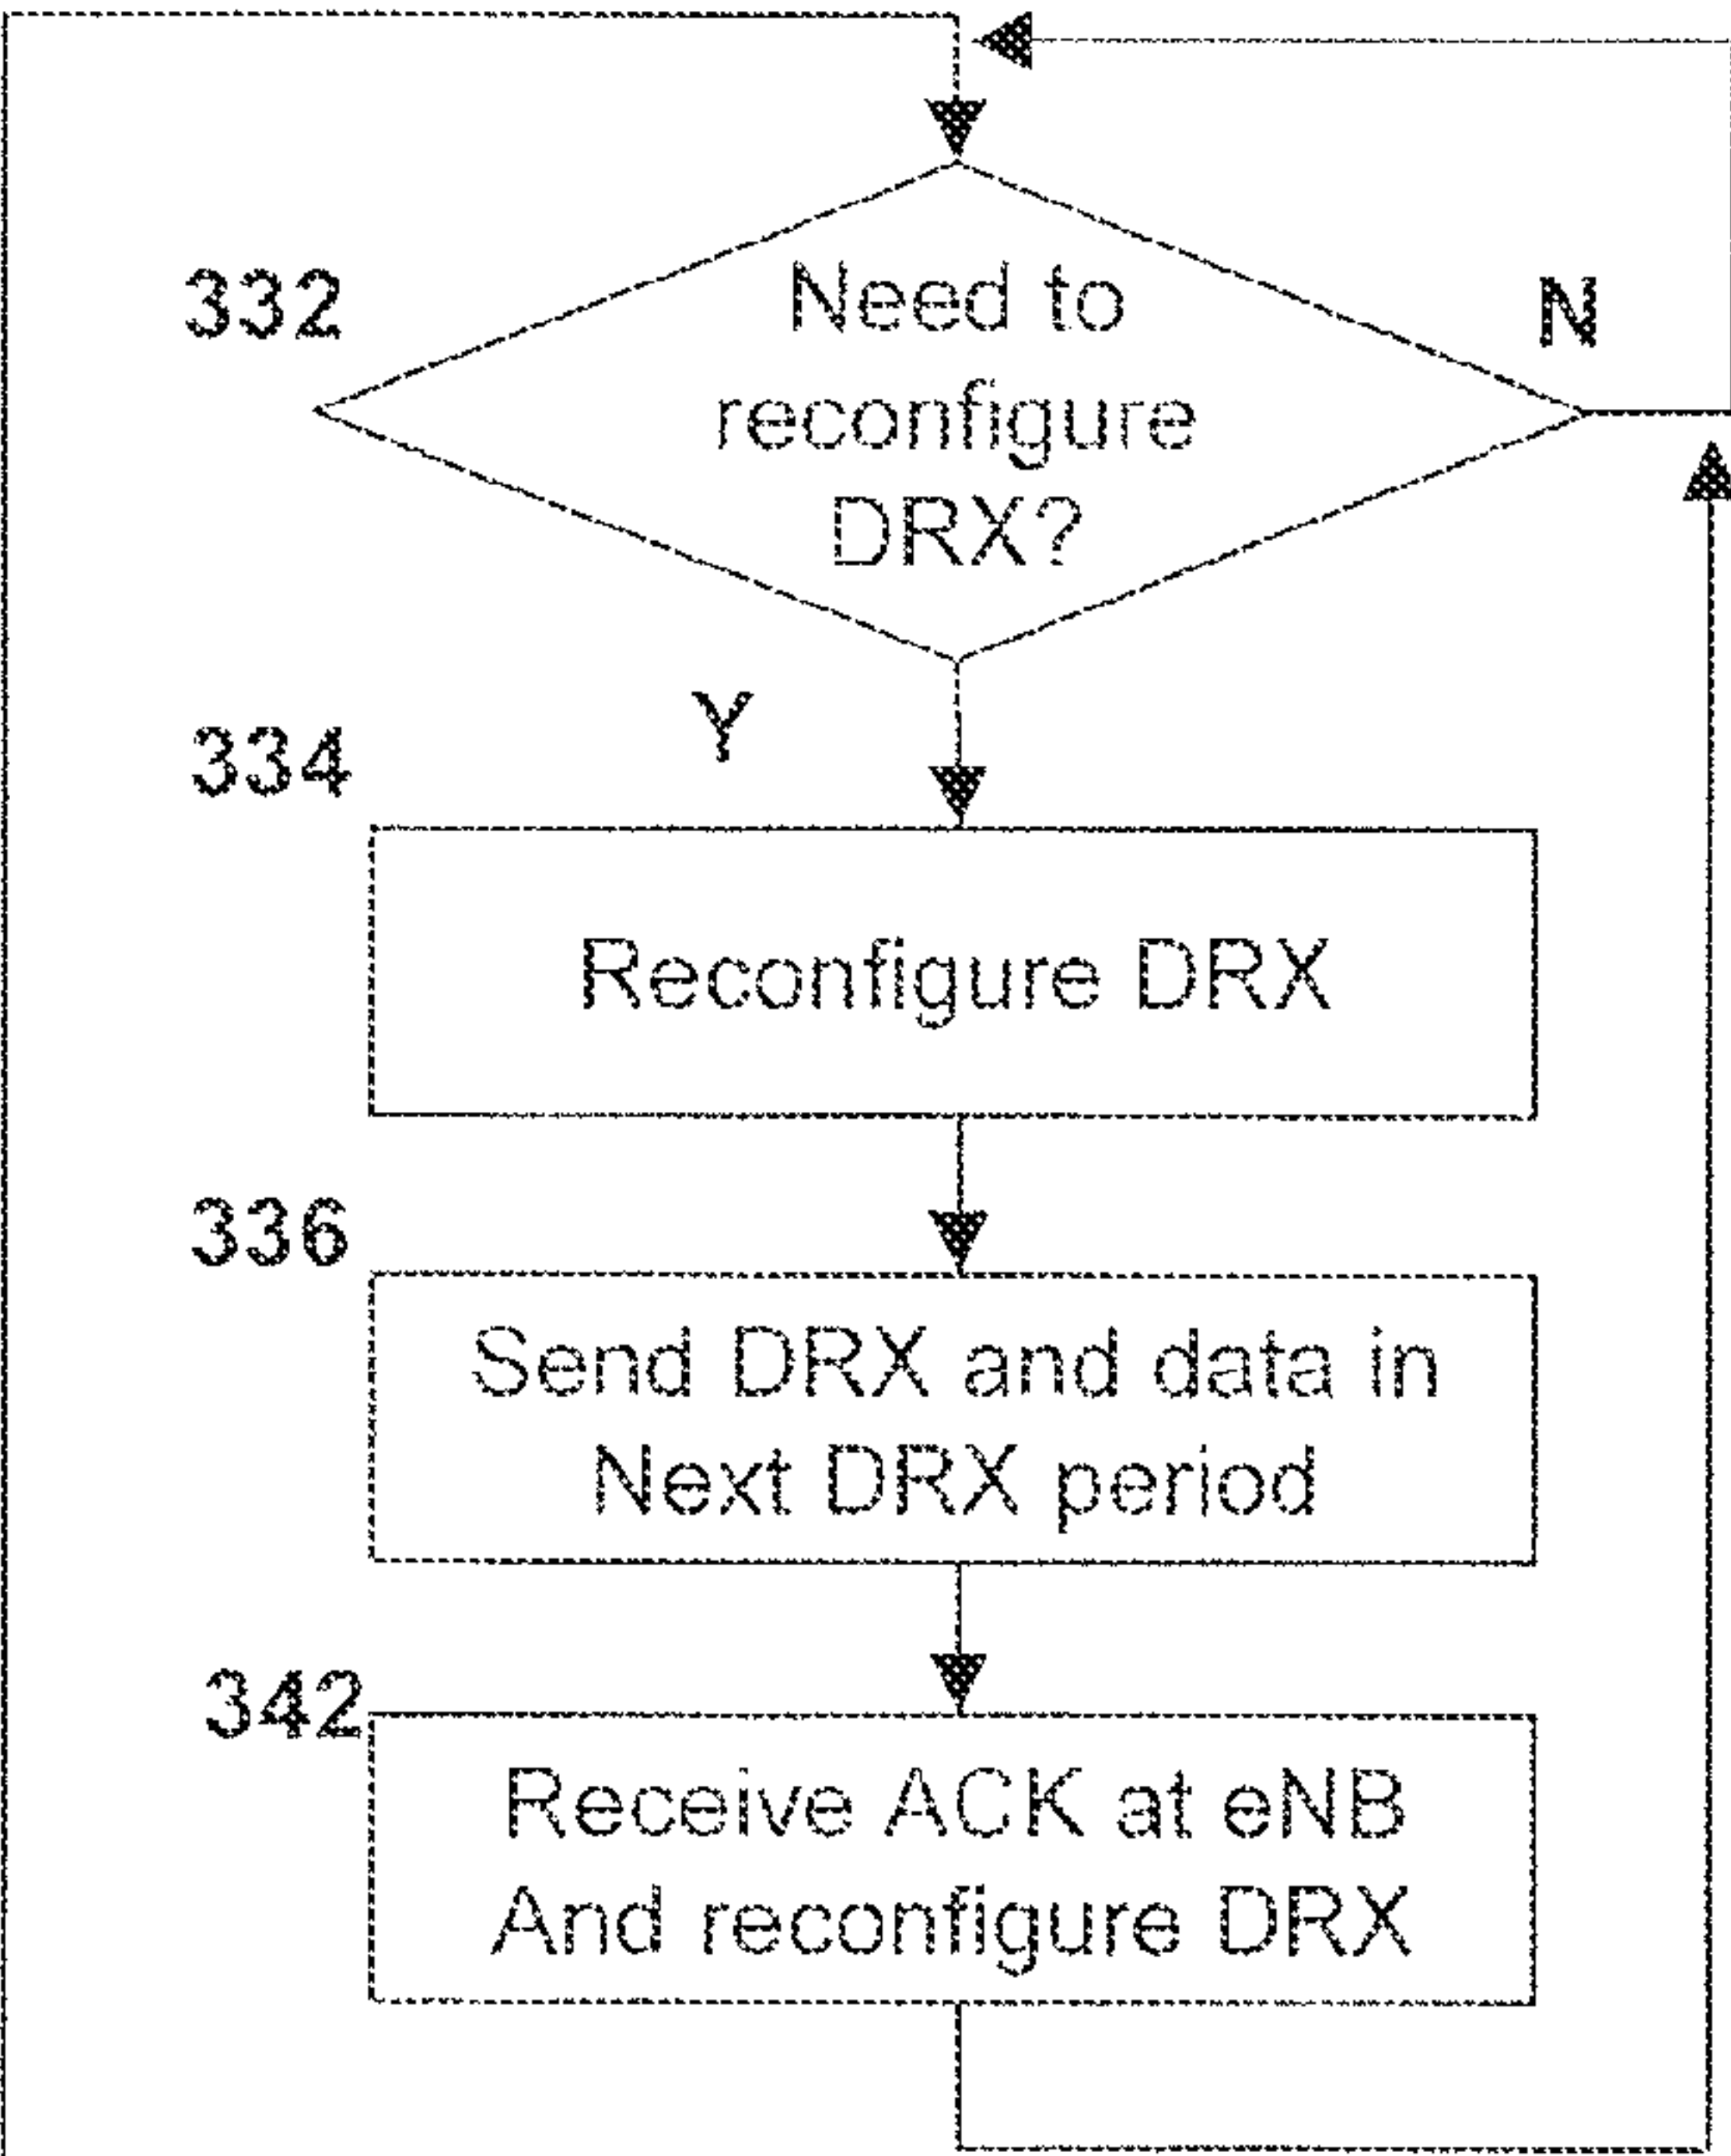 332
Need to
reconfigure
DRX?
N
Y
334
Reconfigure DRX
336
Send DRX and data in
Next DRX period
342
Receive ACK at eNB
And reconfigure DRX